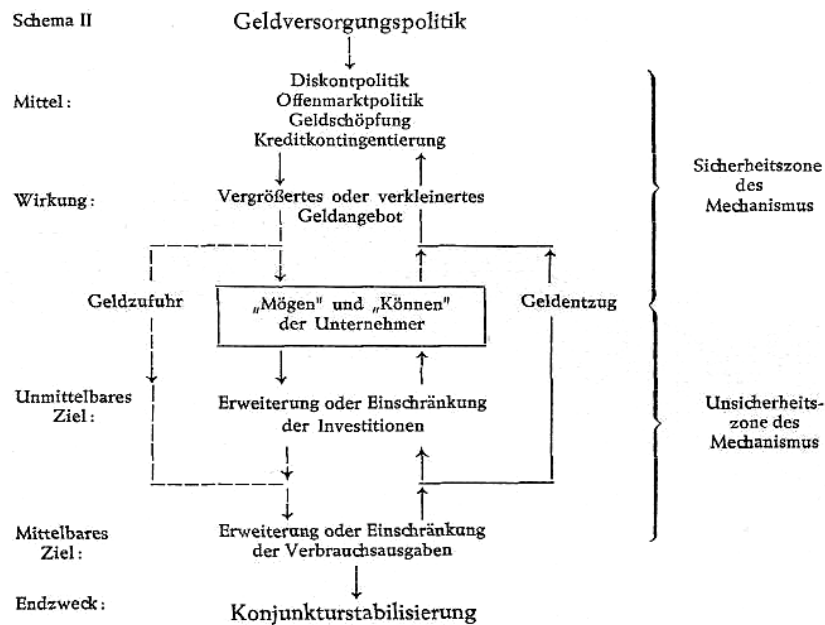 Schema II
Geldversorgungspolitik
Mittel:
Diskontpolitik
Offenmarktpolitik
Geldschöpfung
Kreditkontingentierung
Sicherheitszone
des
Mechanismus
Wirkung:
Vergrößertes oder verkleinertes
Geldangebot
Geldzufuhr
„Mögen" und „Können"
der Unternehmer
Geldentzug
Unmittelbares
Ziel:
Erweiterung oder Einschränkung
der Investitionen
Unsicherheits-
zone des
Mechanismus
Mittelbares
Ziel:
Erweiterung oder Einschränkung
der Verbrauchsausgaben
Endzweck:
Konjunkturstabilisierung